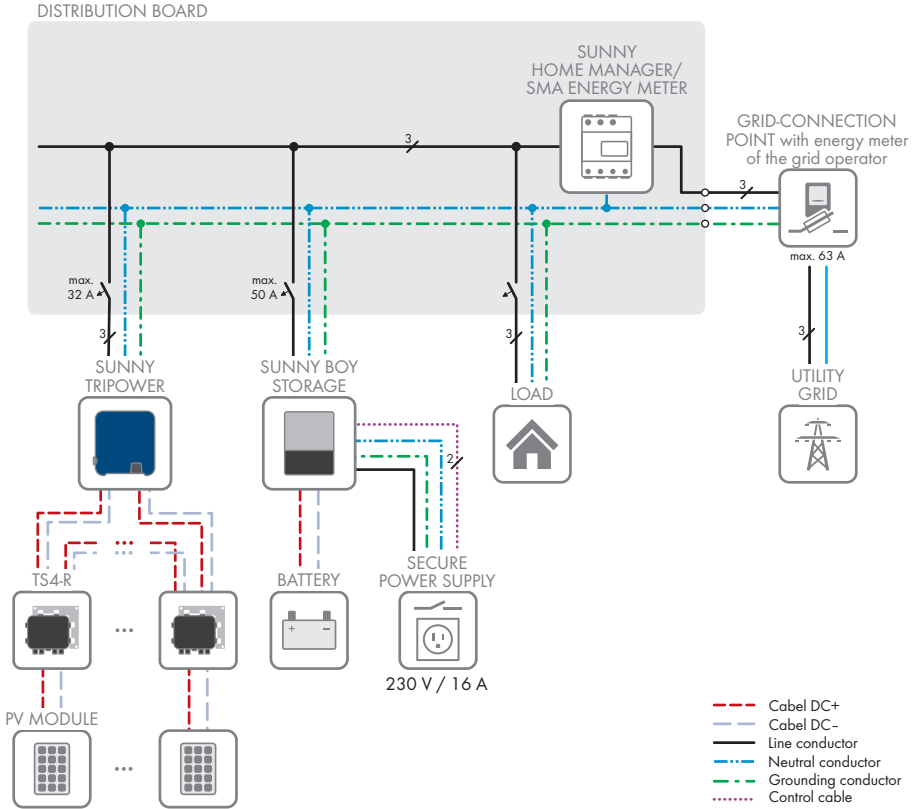 DISTRIBUTION BOARD
SUNNY
HOME MANAGER/
SMA ENERGY METER
GRID-CONNECTION
POINT with energy meter
of the grid operator
3
3
max.
32 A
max.
50 A
max. 63 A
3
3
3
SUNNY
TRIPOWER
SUNNY BOY
STORAGE
LOAD
UTILITY
GRID
2
TS4-R
BATTERY
SECURE
POWER SUPPLY
...
...
+ −
230 V / 16 A
PV MODULE
...
Cabel DC+
Cabel DC–
Line conductor
Neutral conductor
Grounding conductor
Control cable